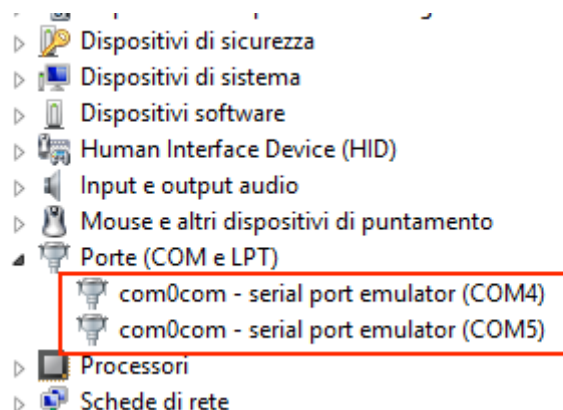 Dispositivi di sicurezza
Dispositivi di sistema
Dispositivi software
Human Interface Device (HID)
Input e output audio
Mouse e altri dispositivi di puntamento
Porte (COM e LPT)
com0com - serial port emulator (COM4)
com0com - serial port emulator (COM5)
Processori
Schede di rete